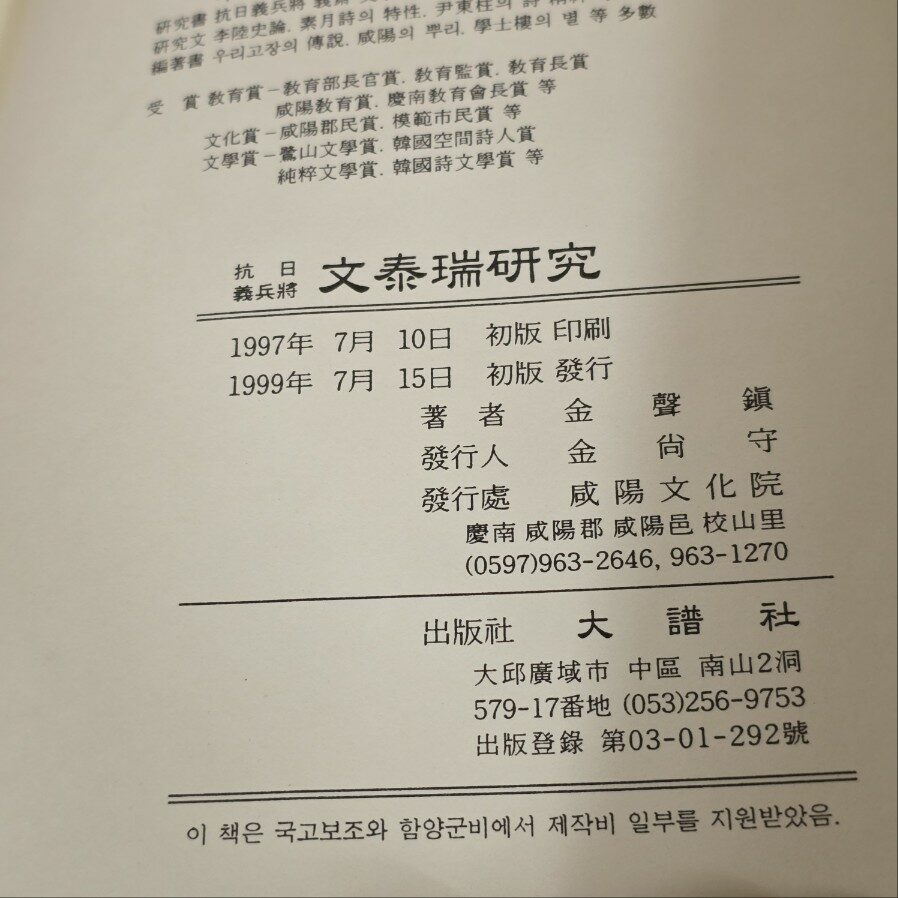 研究書 抗日義兵將 義齋
研究文 李陸史論. 素月詩의 特性. 尹東柱의 詩
編著書 우리고장의 傳說. 咸陽의 뿌리. 學士樓의 별 等 多數
受 賞 敎育賞－敎育部長官賞. 敎育監賞. 敎育長賞
咸陽敎育賞. 慶南敎育會長賞 等
文化賞－咸陽郡民賞. 模範市民賞 等
文學賞－鷺山文學賞. 韓國空間詩人賞
純粹文學賞. 韓國詩文學賞 等
抗日義兵將 文泰瑞硏究
1997年 7月 10日 初版 印刷
1999年 7月 15日 初版 發行
著者 金聲鎭
發行人 金尙守
發行處 咸陽文化院
慶南 咸陽郡 咸陽邑 校山里
(0597)963-2646, 963-1270
出版社 大譜社
大邱廣域市 中區 南山2洞
579-17番地 (053)256-9753
出版登錄 第03-01-292號
이 책은 국고보조와 함양군비에서 제작비 일부를 지원받았음.